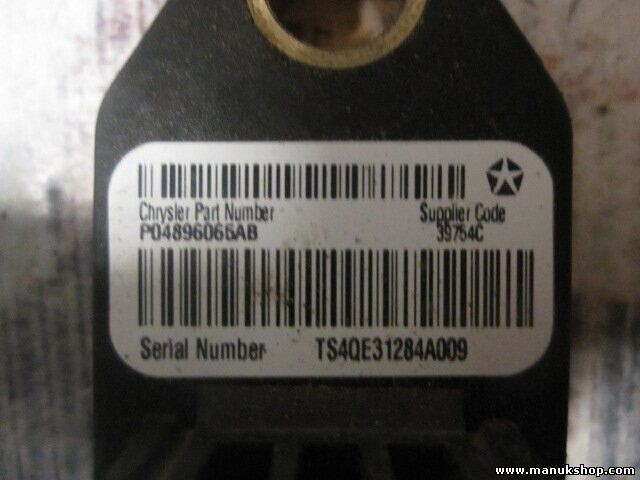 Chrysler Part Number
P04896065AB
Supplier Code
39754C
Serial Number TS4QE31284A009
www.manukshop.com